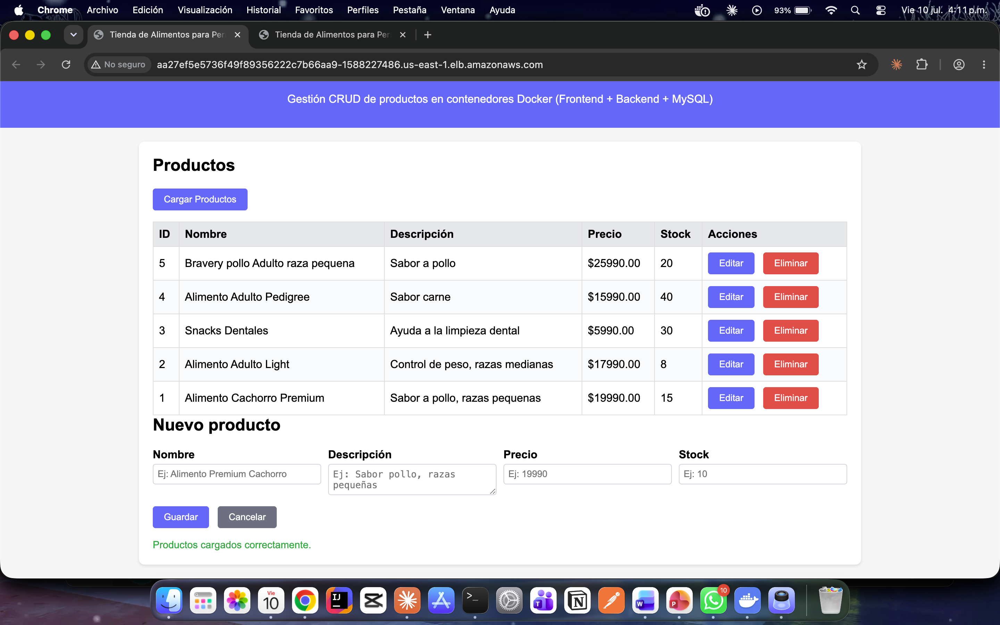 Chrome Archivo Edición Visualización Historial Favoritos Perfiles Pestaña Ventana Ayuda 93% Vie 10 jul. 4:11 p.m.
Tienda de Alimentos para Per Tienda de Alimentos para Per
No seguro aa27ef5e5736f49f89356222c7b66aa9-1588227486.us-east-1.elb.amazonaws.com
Gestión CRUD de productos en contenedores Docker (Frontend + Backend + MySQL)
Productos
Cargar Productos
ID Nombre Descripción Precio Stock Acciones
5 Bravery pollo Adulto raza pequena Sabor a pollo $25990.00 20 Editar Eliminar
4 Alimento Adulto Pedigree Sabor carne $15990.00 40 Editar Eliminar
3 Snacks Dentales Ayuda a la limpieza dental $5990.00 30 Editar Eliminar
2 Alimento Adulto Light Control de peso, razas medianas $17990.00 8 Editar Eliminar
1 Alimento Cachorro Premium Sabor a pollo, razas pequenas $19990.00 15 Editar Eliminar
Nuevo producto
Nombre Descripción Precio Stock
Ej: Alimento Premium Cachorro Ej: Sabor pollo, razas Ej: 19990 Ej: 10
pequeñas
Guardar Cancelar
Productos cargados correctamente.
Vie
10
IJ
T
N
W
P
10